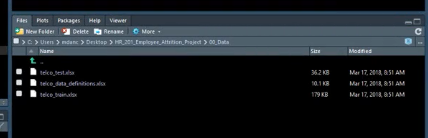 Files Plots Packages Help Viewer
New Folder Delete Rename More
C: > Users > mdanc > Desktop > HR_201_Employee_Attrition_Project > 00_Data
Name Size Modified
..
telco_test.xlsx 36.2 KB Mar 17, 2018, 8:51 AM
telco_data_definitions.xlsx 10.1 KB Mar 17, 2018, 8:51 AM
telco_train.xlsx 179 KB Mar 17, 2018, 8:51 AM